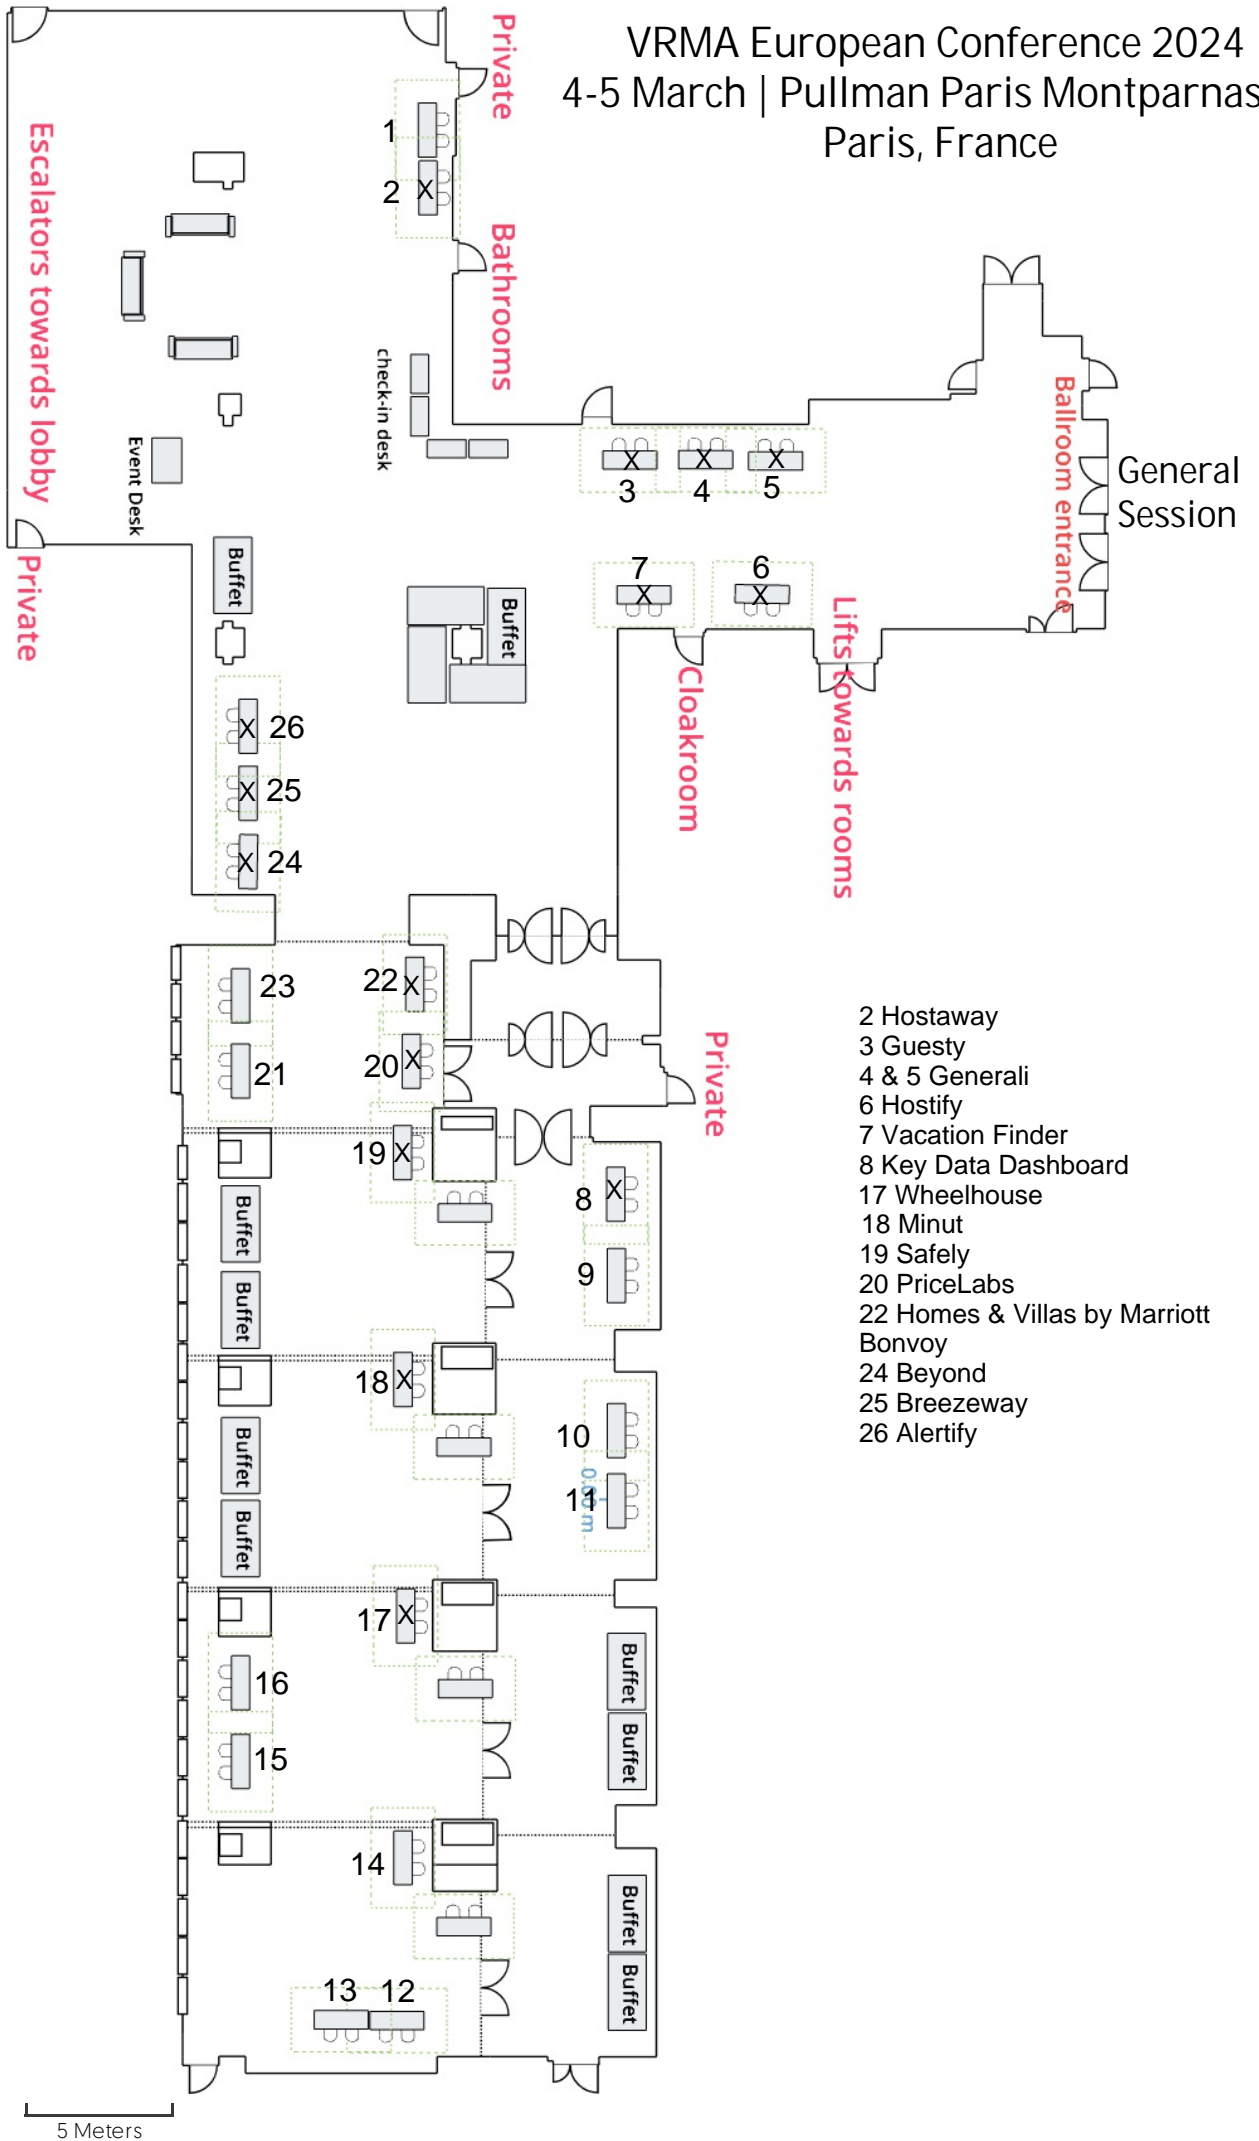 VRMA European Conference 2024
4-5 March | Pullman Paris Montparnas
Paris, France
Private
1
2 X
Bathrooms
Escalators towards lobby
check-in desk
Event Desk
Private
Buffet
Buffet
X X X
3 4 5
7 6
X X
Ballroom entrance
General
Session
Cloakroom
Lifts towards rooms
X 26
X 25
X 24
23
22 X
21
20 X
Private
19 X
8 X
9
Buffet
Buffet
18 X
10
11
0.00 m
Buffet
Buffet
17 X
16
15
Buffet
Buffet
14
Buffet
Buffet
13 12
2 Hostaway
3 Guesty
4 & 5 Generali
6 Hostify
7 Vacation Finder
8 Key Data Dashboard
17 Wheelhouse
18 Minut
19 Safely
20 PriceLabs
22 Homes & Villas by Marriott
Bonvoy
24 Beyond
25 Breezeway
26 Alertify
5 Meters